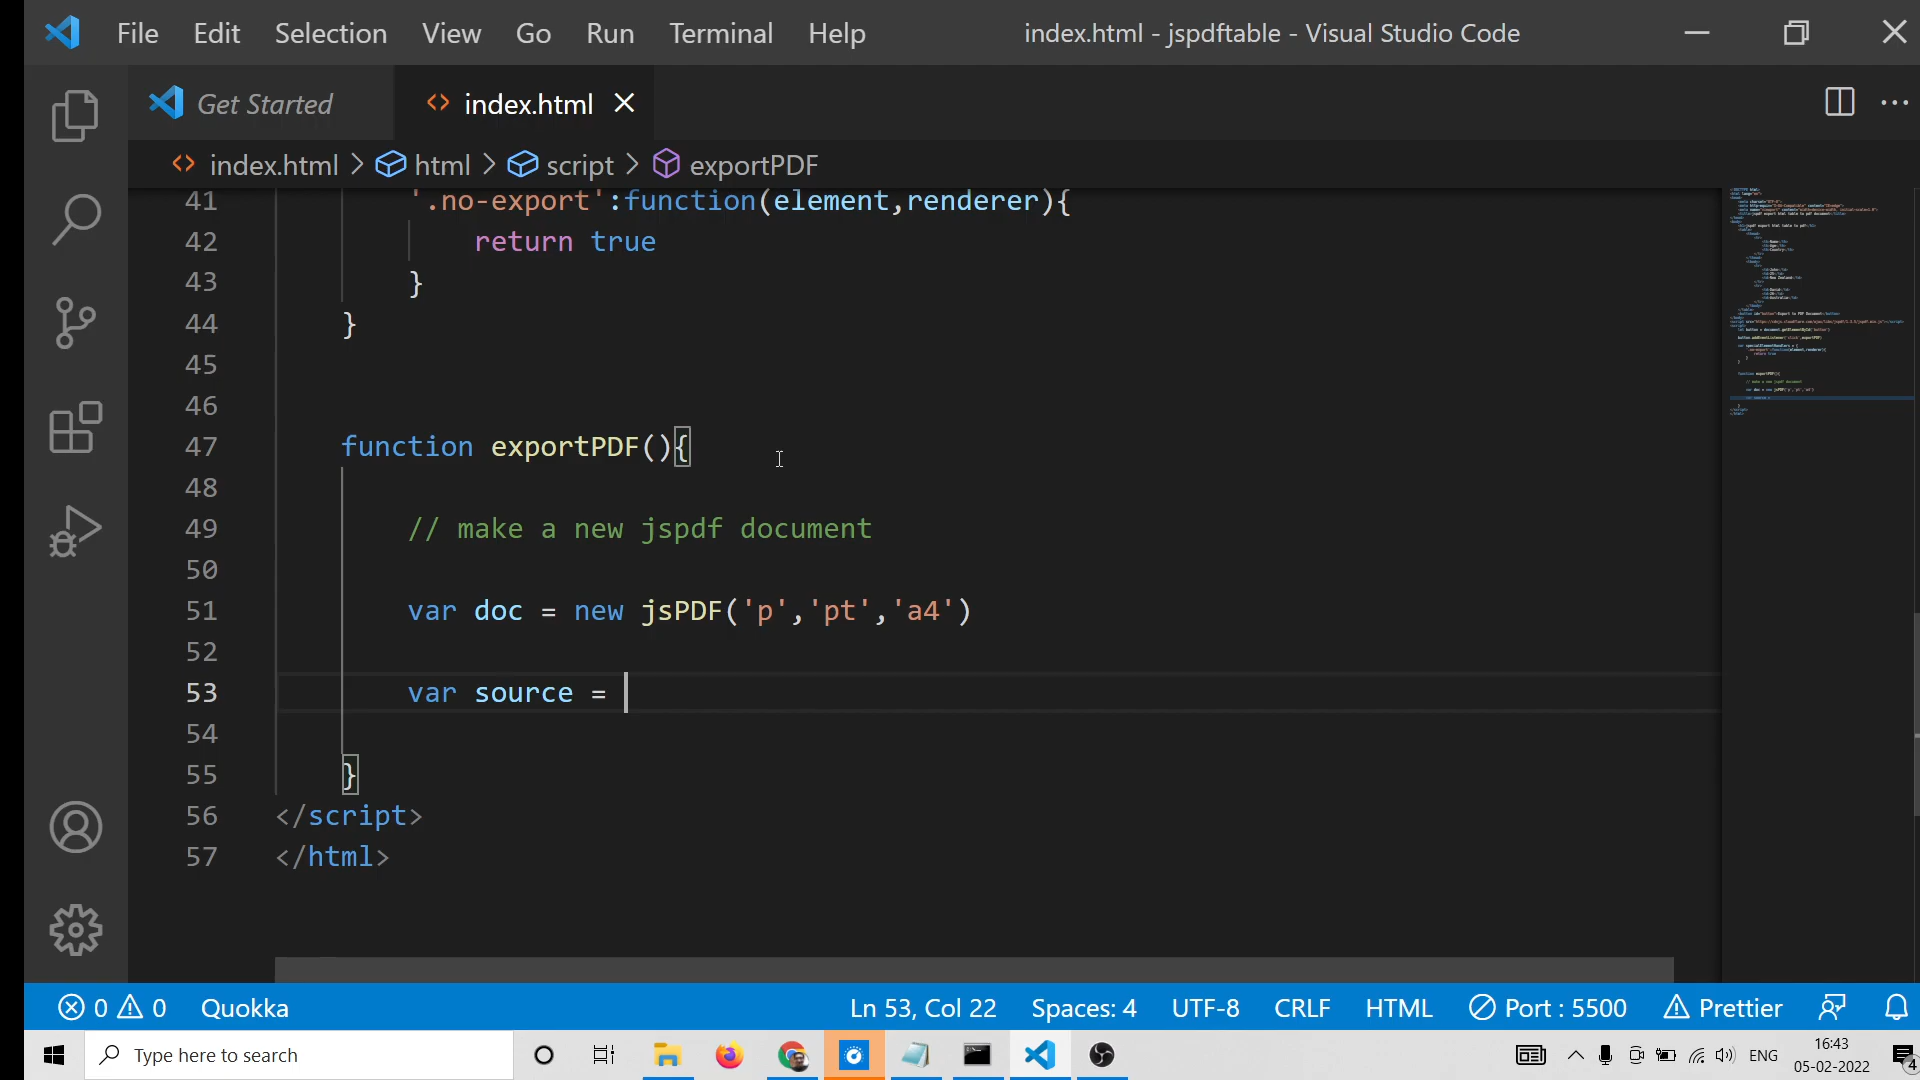 File Edit Selection View Go Run Terminal Help index.html - jspdftable - Visual Studio Code
Get Started index.html
index.html > html > script > exportPDF
41 '.no-export':function(element,renderer){
42 return true
43 }
44 }
45
46
47 function exportPDF(){
48
49 // make a new jspdf document
50
51 var doc = new jsPDF('p','pt','a4')
52
53 var source =
54
55 }
56 </script>
57 </html>
0 0 Quokka Ln 53, Col 22 Spaces: 4 UTF-8 CRLF HTML Port : 5500 Prettier
Type here to search ENG 16:43
05-02-2022 4